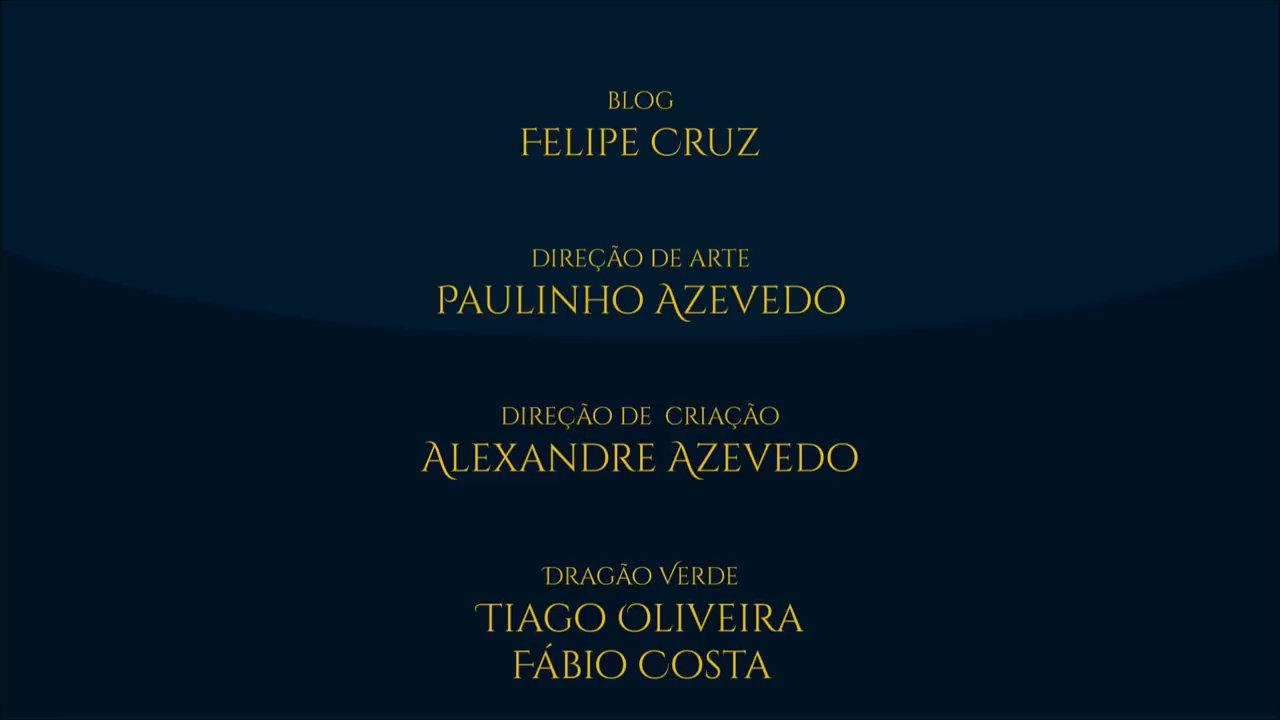 BLOG
FELIPE CRUZ
DIREÇÃO DE ARTE
PAULINHO AZEVEDO
DIREÇÃO DE CRIAÇÃO
ALEXANDRE AZEVEDO
DRAGÃO VERDE
TIAGO OLIVEIRA
FÁBIO COSTA